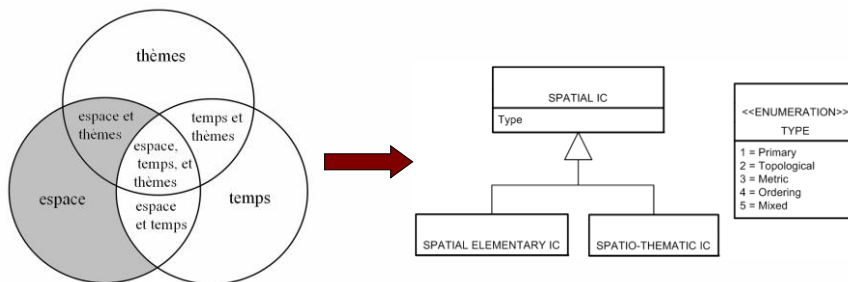 thèmes
espace et
thèmes
temps et
thèmes
espace,
temps, et
thèmes
espace
temps
espace
et temps
SPATIAL IC
Type
SPATIAL ELEMENTARY IC
SPATIO-THEMATIC IC
<<ENUMERATION>>
TYPE
1 = Primary
2 = Topological
3 = Metric
4 = Ordering
5 = Mixed